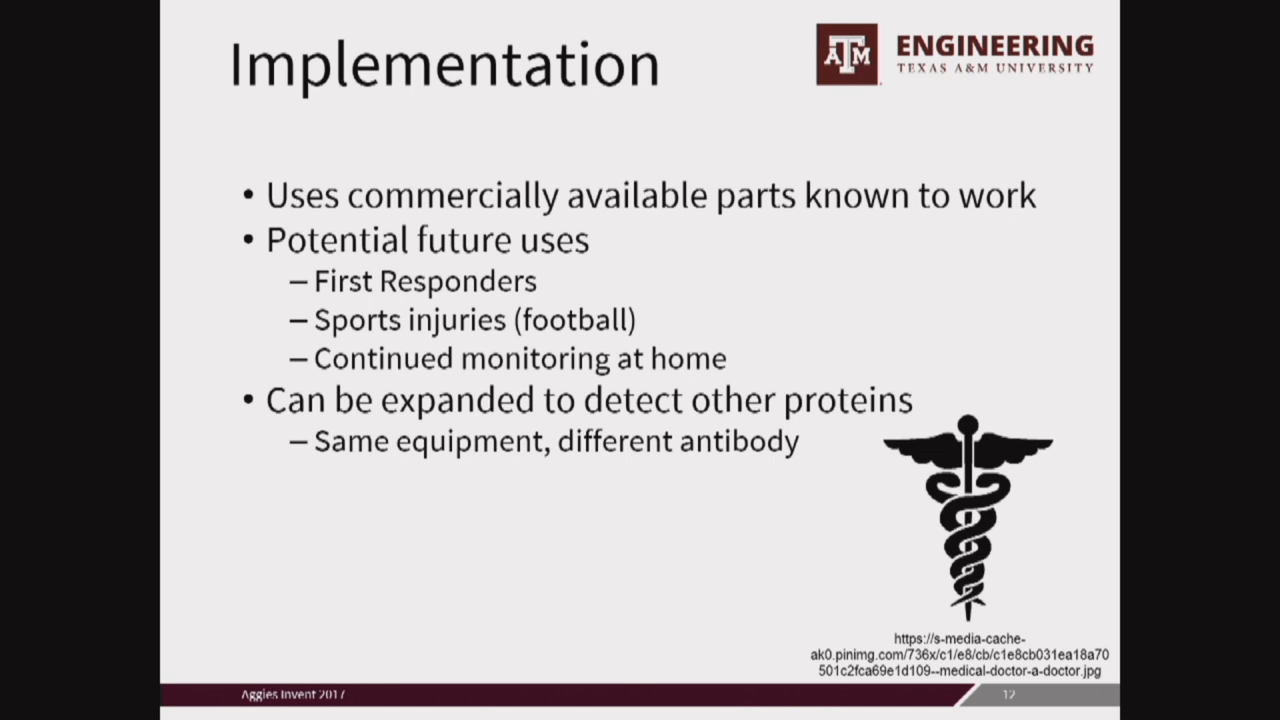 Implementation
ATM
ENGINEERING
TEXAS A&M UNIVERSITY
• Uses commercially available parts known to work
• Potential future uses
– First Responders
– Sports injuries (football)
– Continued monitoring at home
• Can be expanded to detect other proteins
– Same equipment, different antibody
https://s-media-cache-
ak0.pinimg.com/736x/c1/e8/cb/c1e8cb031ea18a70
501c2fca69e1d109--medical-doctor-a-doctor.jpg
Aggies Invent 2017
12